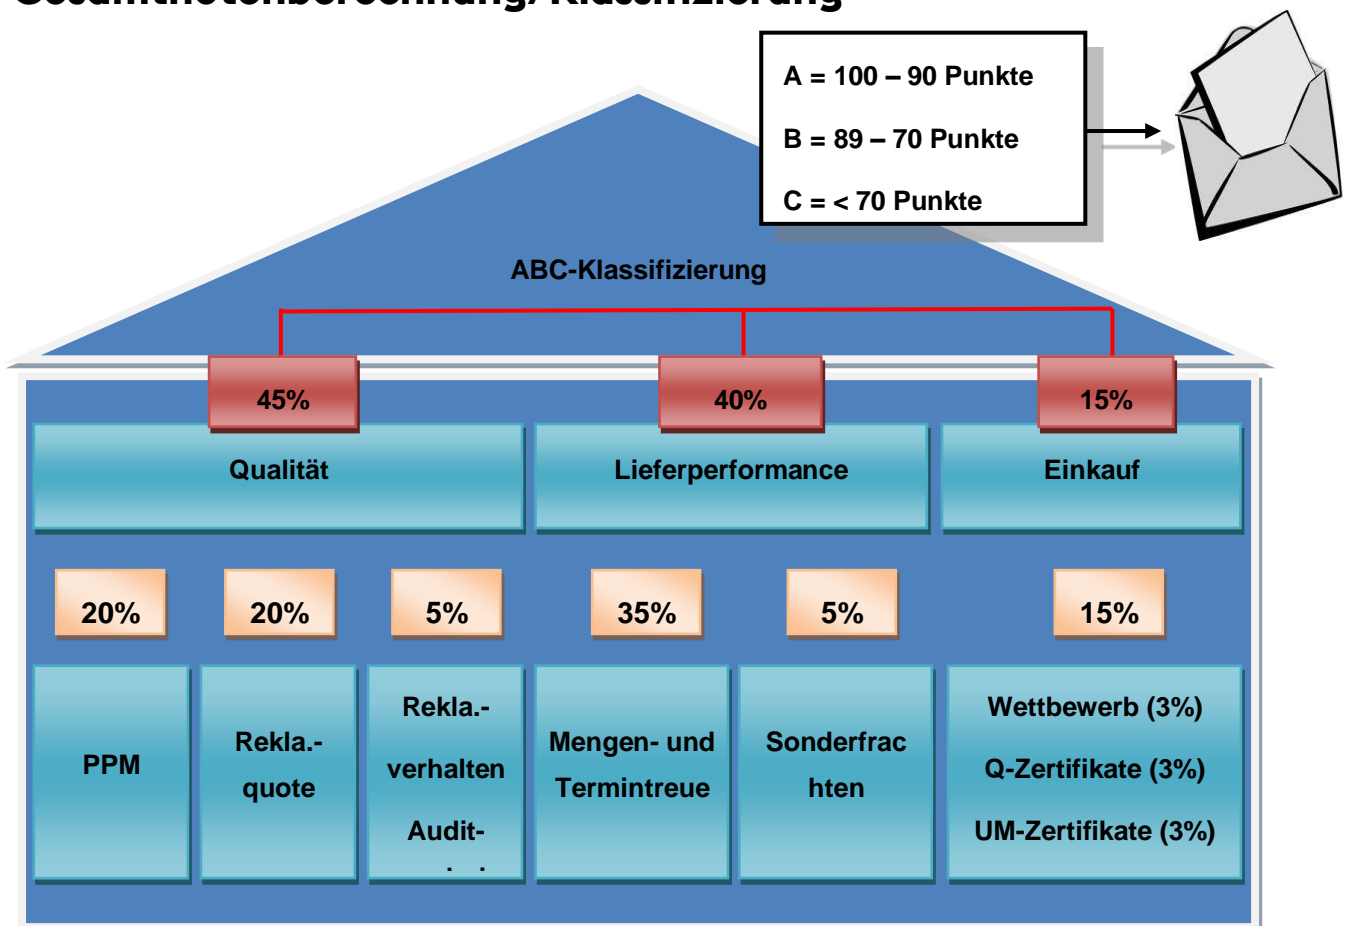 Gesamtnotenberechnung/Klassifizierung
A = 100 – 90 Punkte
B = 89 – 70 Punkte
C = < 70 Punkte
ABC-Klassifizierung
45%
40%
15%
Qualität
Lieferperformance
Einkauf
20%
20%
5%
35%
5%
15%
PPM
Rekla.-
quote
Rekla.-
verhalten
Audit-
Mengen- und
Termintreue
Sonderfrac
hten
Wettbewerb (3%)
Q-Zertifikate (3%)
UM-Zertifikate (3%)